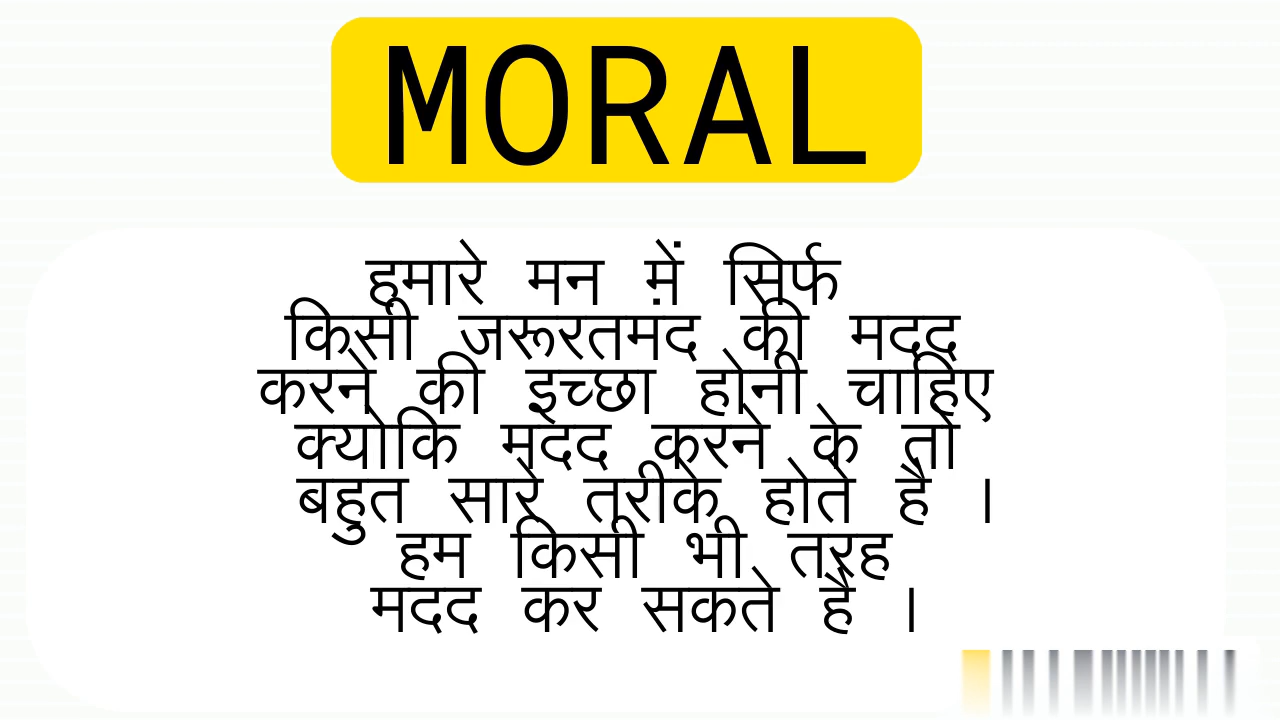 MORAL
हमारे मन में सिर्फ
किसी जरूरतमंद की मदद
करने की इच्छा होनी चाहिए
क्योकि मदद करने के तो
बहुत सारे तरीके होते है ।
हम किसी भी तरह
मदद कर सकते है ।